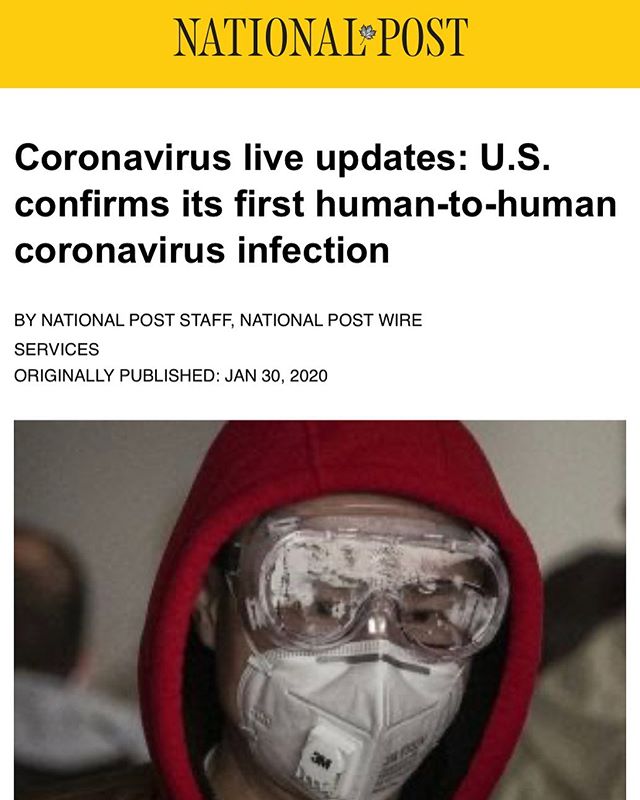 NATIONAL POST
Coronavirus live updates: U.S.
confirms its first human-to-human
coronavirus infection
BY NATIONAL POST STAFF, NATIONAL POST WIRE
SERVICES
ORIGINALLY PUBLISHED: JAN 30, 2020
3M